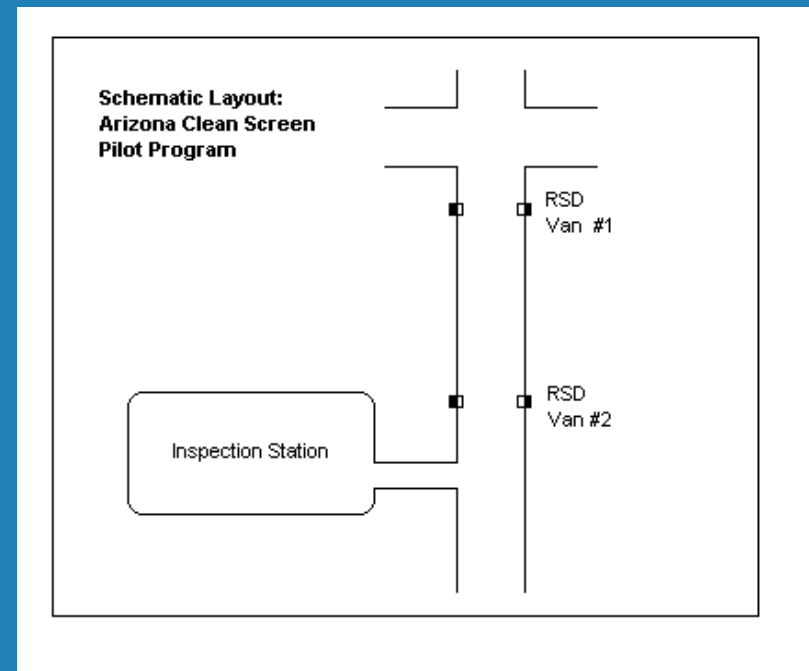 Schematic Layout:
Arizona Clean Screen
Pilot Program
RSD
Van #1
RSD
Van #2
Inspection Station